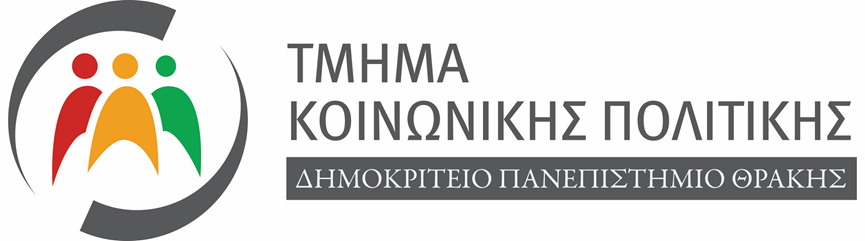 ΤΜΗΜΑ
ΚΟΙΝΩΝΙΚΗΣ ΠΟΛΙΤΙΚΗΣ
ΔΗΜΟΚΡΙΤΕΙΟ ΠΑΝΕΠΙΣΤΗΜΙΟ ΘΡΑΚΗΣ